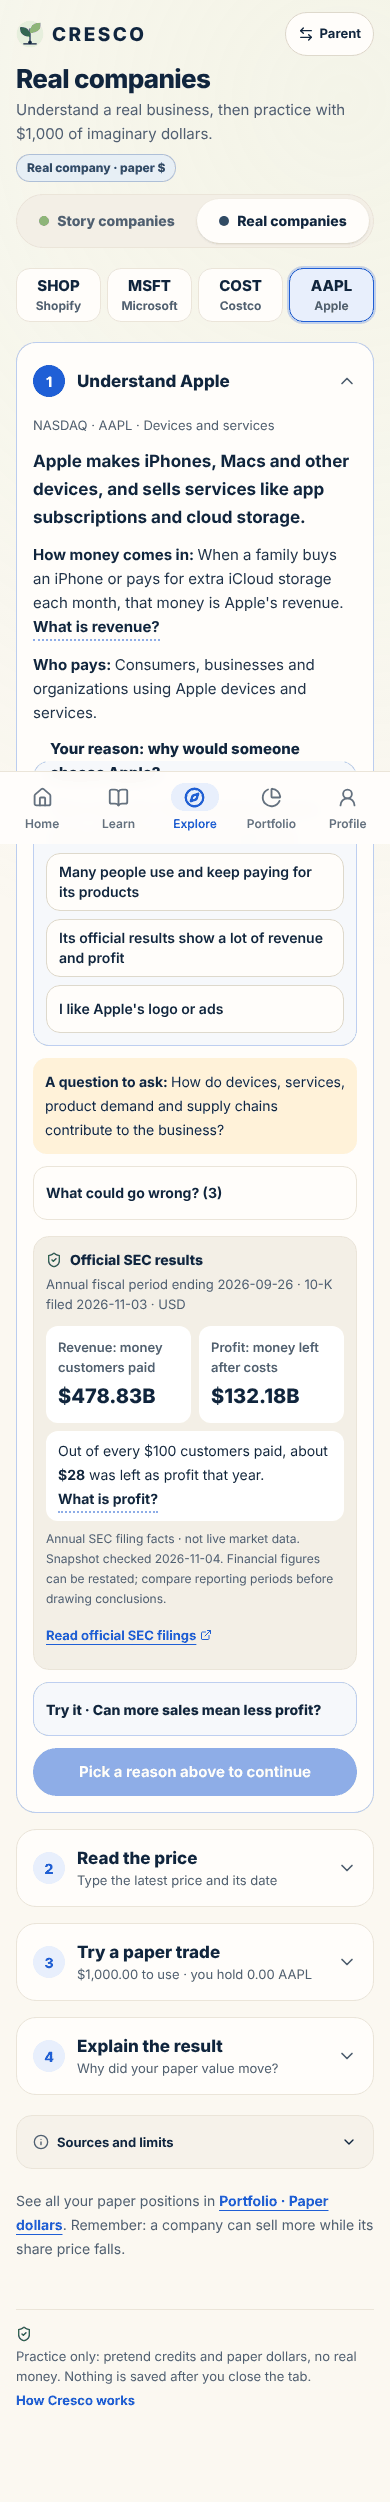 CRESCO
Parent
Real companies
Understand a real business, then practice with
$1,000 of imaginary dollars.
Real company · paper $
Story companies
Real companies
SHOP
Shopify
MSFT
Microsoft
COST
Costco
AAPL
Apple
1
Understand Apple
NASDAQ · AAPL · Devices and services
Apple makes iPhones, Macs and other
devices, and sells services like app
subscriptions and cloud storage.
How money comes in: When a family buys
an iPhone or pays for extra iCloud storage
each month, that money is Apple's revenue.
What is revenue?
Who pays: Consumers, businesses and
organizations using Apple devices and
services.
Your reason: why would someone
choose Apple?
Home
Learn
Explore
Portfolio
Profile
Many people use and keep paying for
its products
Its official results show a lot of revenue
and profit
I like Apple's logo or ads
A question to ask: How do devices, services,
product demand and supply chains
contribute to the business?
What could go wrong? (3)
Official SEC results
Annual fiscal period ending 2026-09-26 · 10-K
filed 2026-11-03 · USD
Revenue: money
customers paid
$478.83B
Profit: money left
after costs
$132.18B
Out of every $100 customers paid, about
$28 was left as profit that year.
What is profit?
Annual SEC filing facts · not live market data.
Snapshot checked 2026-11-04. Financial figures
can be restated; compare reporting periods before
drawing conclusions.
Read official SEC filings
Try it · Can more sales mean less profit?
Pick a reason above to continue
2
Read the price
Type the latest price and its date
3
Try a paper trade
$1,000.00 to use · you hold 0.00 AAPL
4
Explain the result
Why did your paper value move?
Sources and limits
See all your paper positions in Portfolio · Paper
dollars. Remember: a company can sell more while its
share price falls.
Practice only: pretend credits and paper dollars, no real
money. Nothing is saved after you close the tab.
How Cresco works